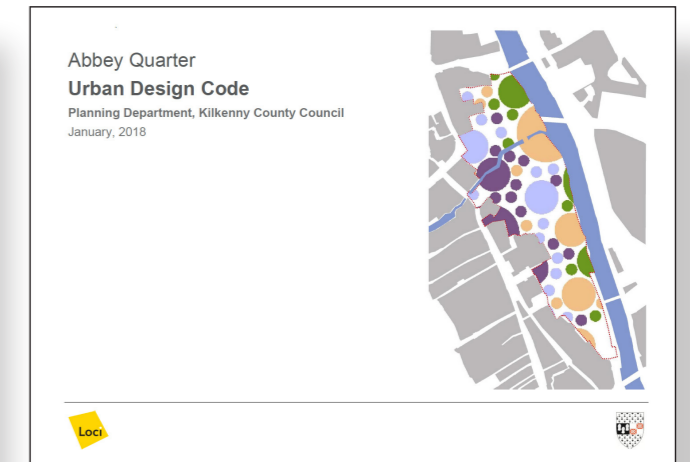 Abbey Quarter
Urban Design Code
Planning Department, Kilkenny County Council
January, 2018
Loci